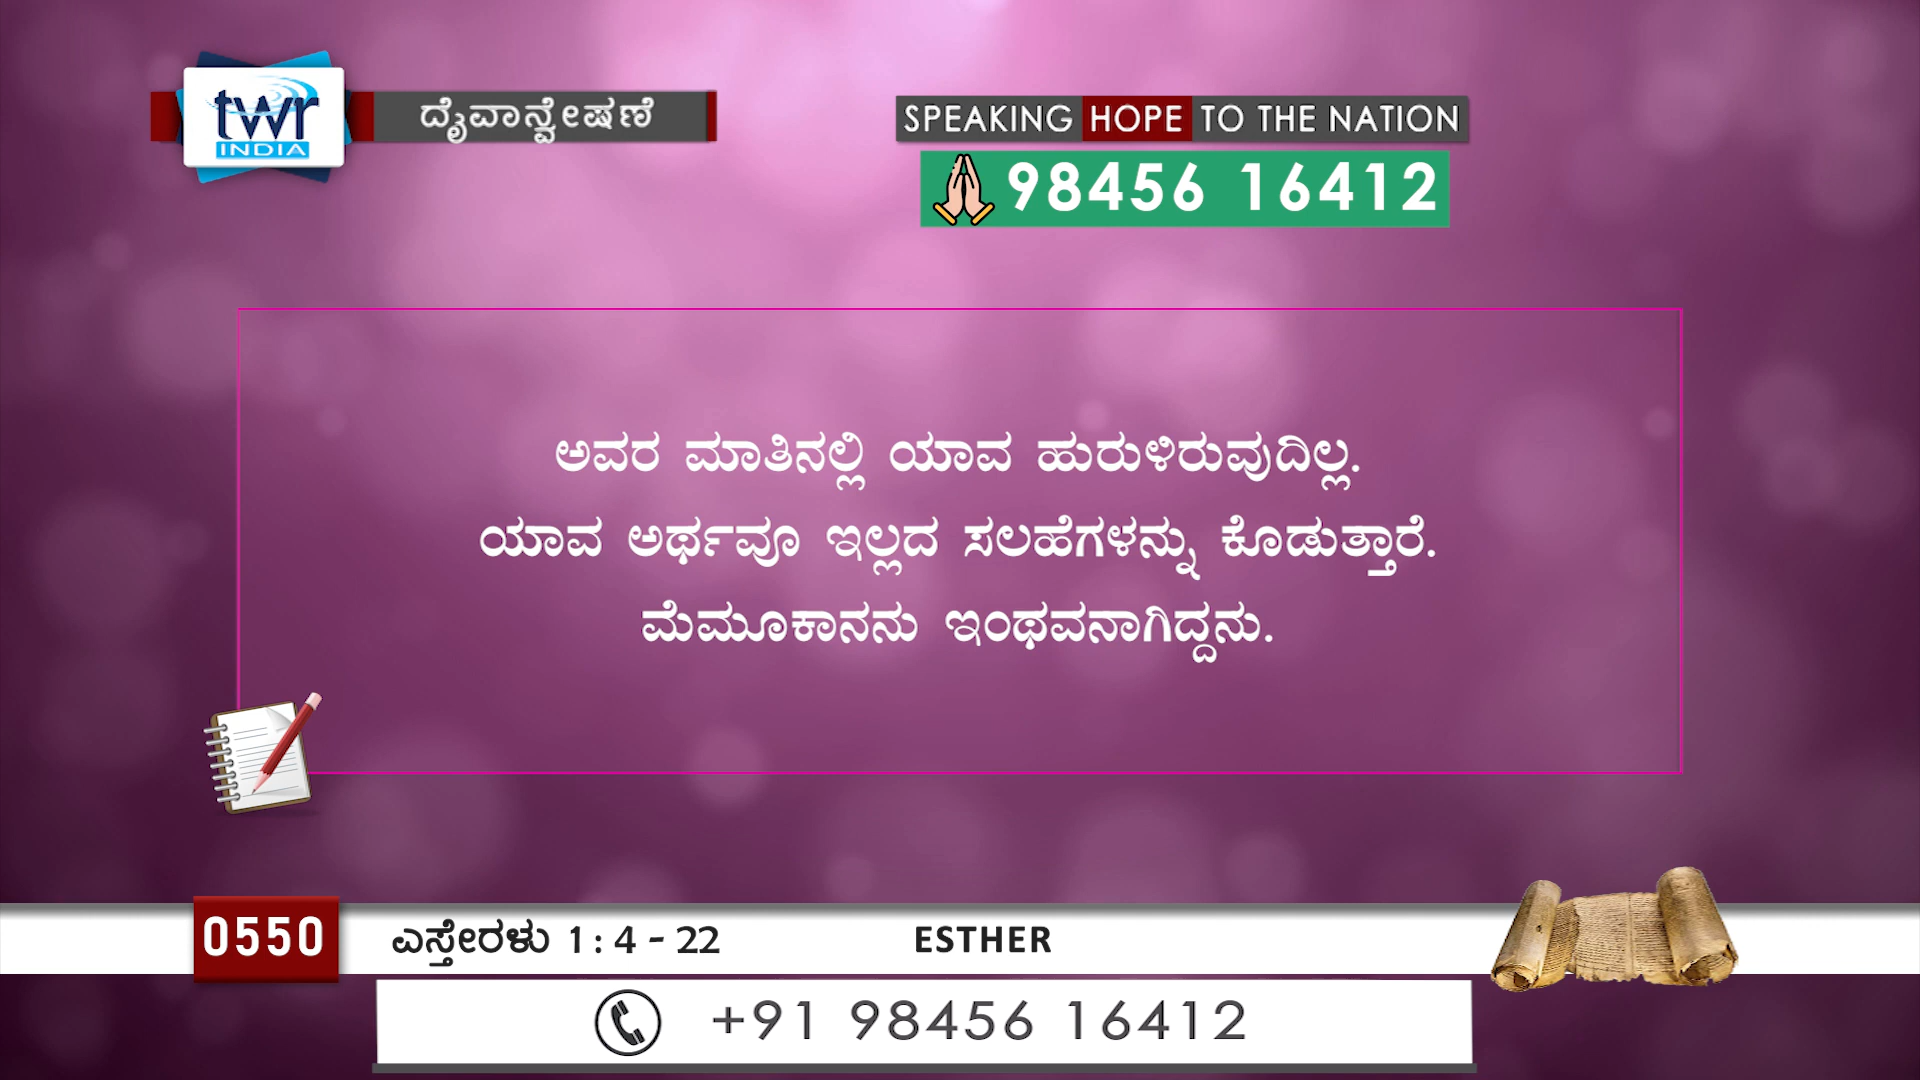 twr
INDIA
ದೈವಾನ್ವೇಷಣೆ
SPEAKING HOPE TO THE NATION
98456 16412
ಅವರ ಮಾತಿನಲ್ಲಿ ಯಾವ ಹುರುಳಿರುವುದಿಲ್ಲ.
ಯಾವ ಅರ್ಥವೂ ಇಲ್ಲದ ಸಲಹೆಗಳನ್ನು ಕೊಡುತ್ತಾರೆ.
ಮೆಮೂಕಾನನು ಇಂಥವನಾಗಿದ್ದನು.
0550 ಎಸ್ತೇರಳು 1 : 4 - 22 ESTHER
+91 98456 16412